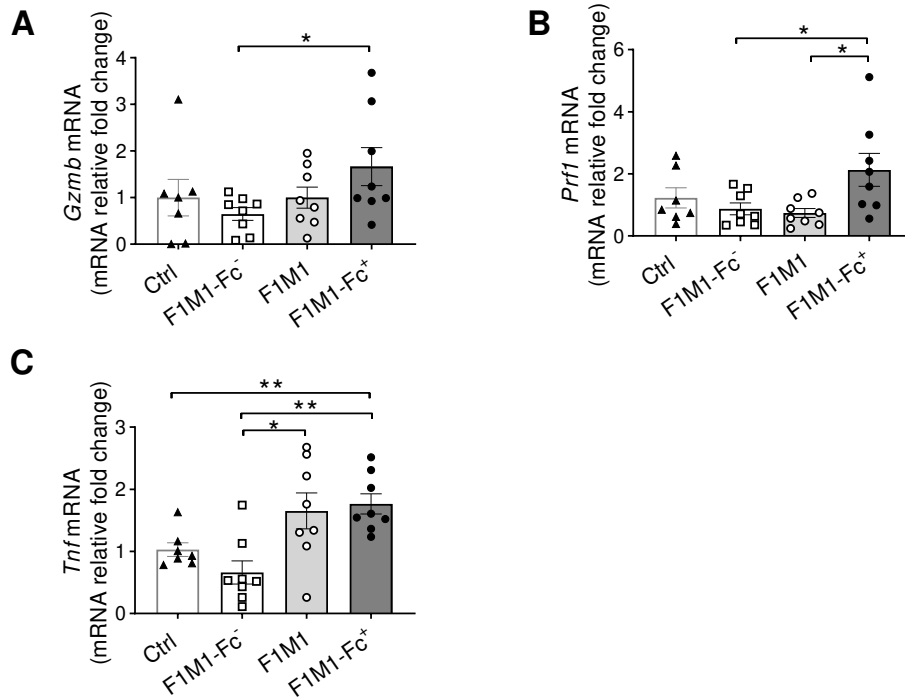 A
*
Gzmb mRNA
(mRNA relative fold change)
4
3
2
1
0
Ctrl
F1M1-Fc⁻
F1M1
F1M1-Fc⁺
B
*
*
Prf1 mRNA
(mRNA relative fold change)
6
4
2
0
Ctrl
F1M1-Fc⁻
F1M1
F1M1-Fc⁺
C
**
**
*
Tnf mRNA
(mRNA relative fold change)
3
2
1
0
Ctrl
F1M1-Fc⁻
F1M1
F1M1-Fc⁺